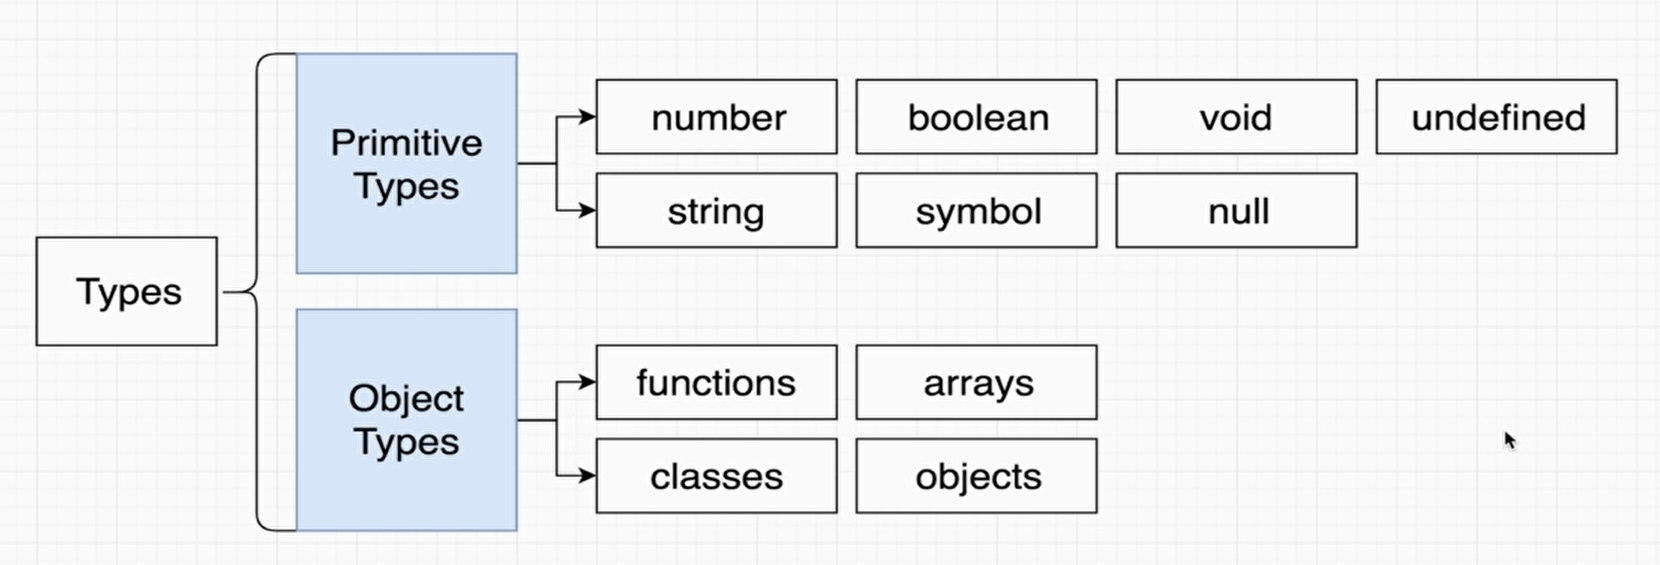 Types
Primitive
Types
number
boolean
void
undefined
string
symbol
null
Object
Types
functions
arrays
classes
objects